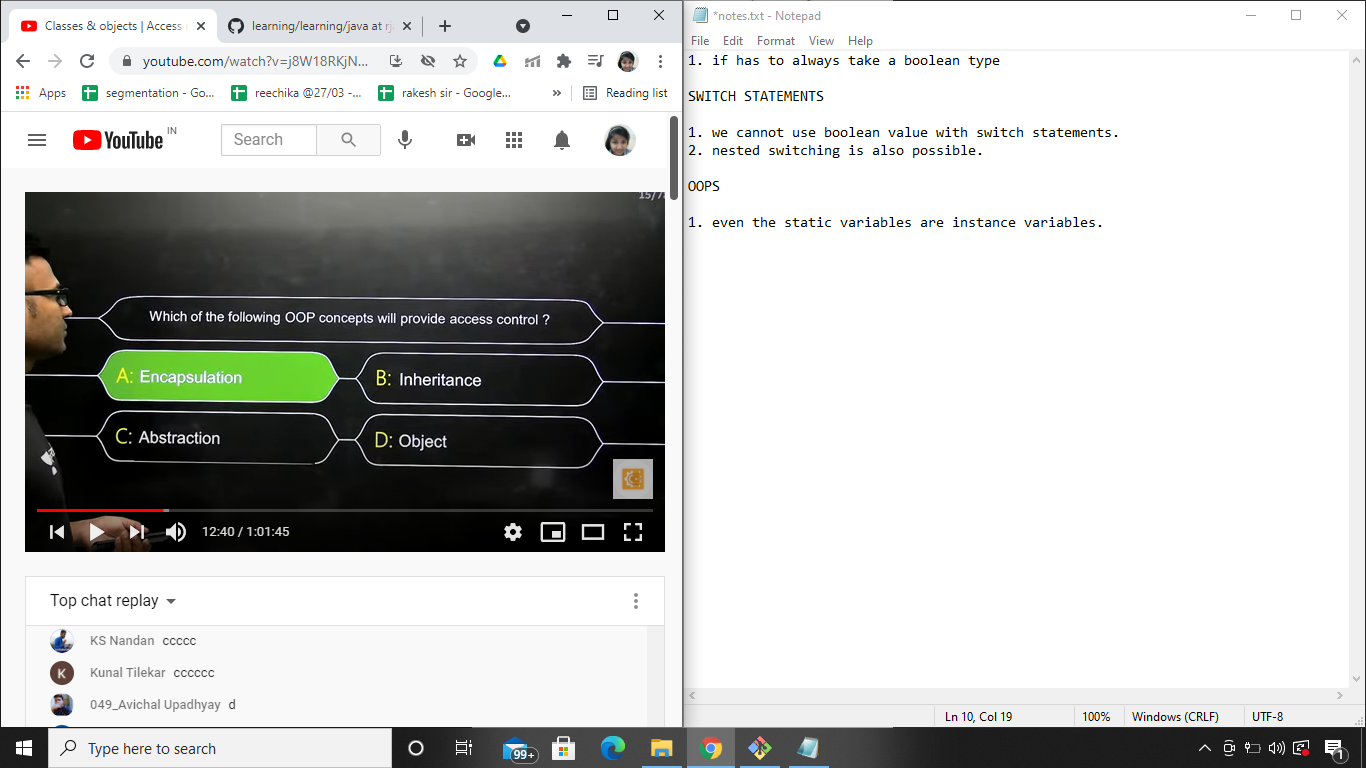 Classes & objects | Access
learning/learning/java at rj
youtube.com/watch?v=j8W18RKjN...
Apps
segmentation - Go...
reechika @27/03 -...
rakesh sir - Google...
»
Reading list
YouTube IN
Search
Which of the following OOP concepts will provide access control ?
A: Encapsulation
B: Inheritance
C: Abstraction
D: Object
12:40 / 1:01:45
Top chat replay
KS Nandan ccccc
K
Kunal Tilekar cccccc
049_Avichal Upadhyay d
*notes.txt - Notepad
File Edit Format View Help
1. if has to always take a boolean type
SWITCH STATEMENTS
1. we cannot use boolean value with switch statements.
2. nested switching is also possible.
OOPS
1. even the static variables are instance variables.
Ln 10, Col 19
100%
Windows (CRLF)
UTF-8
Type here to search
99+
1